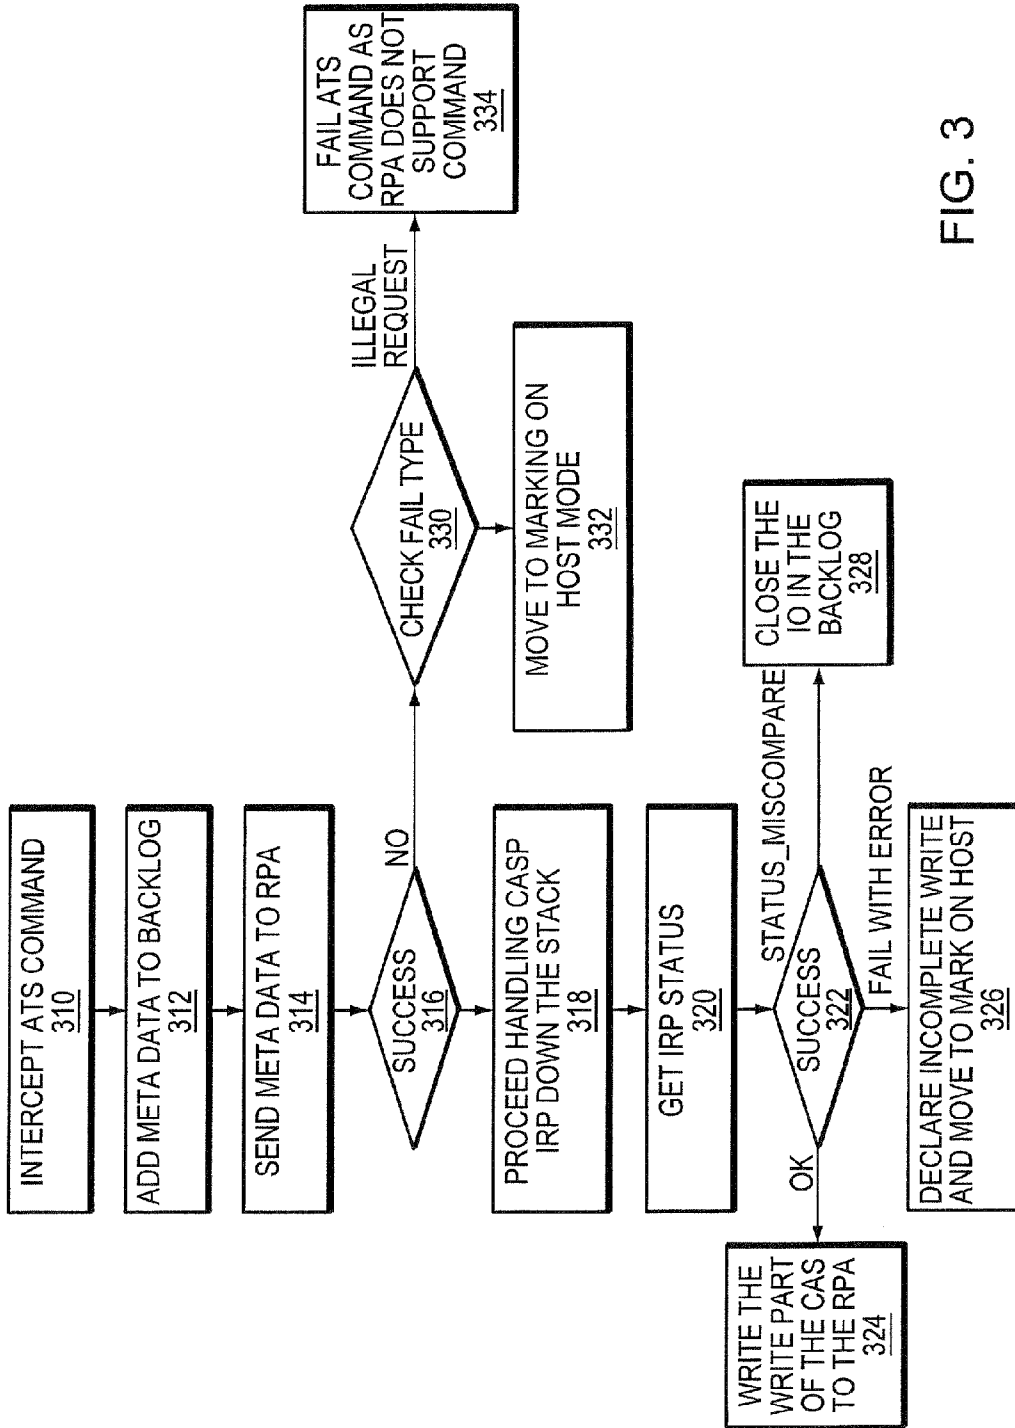 INTERCEPT ATS COMMAND
310
ADD META DATA TO BACKLOG
312
SEND META DATA TO RPA
314
SUCCESS
316
NO
CHECK FAIL TYPE
330
ILLEGAL
REQUEST
FAIL ATS
COMMAND AS
RPA DOES NOT
SUPPORT
COMMAND
334
MOVE TO MARKING ON
HOST MODE
332
PROCEED HANDLING CASP
IRP DOWN THE STACK
318
GET IRP STATUS
320
SUCCESS
322
OK
WRITE THE
WRITE PART
OF THE CAS
TO THE RPA
324
STATUS_MISCOMPARE
CLOSE THE
IO IN THE
BACKLOG
328
FAIL WITH ERROR
DECLARE INCOMPLETE WRITE
AND MOVE TO MARK ON HOST
326
FIG. 3